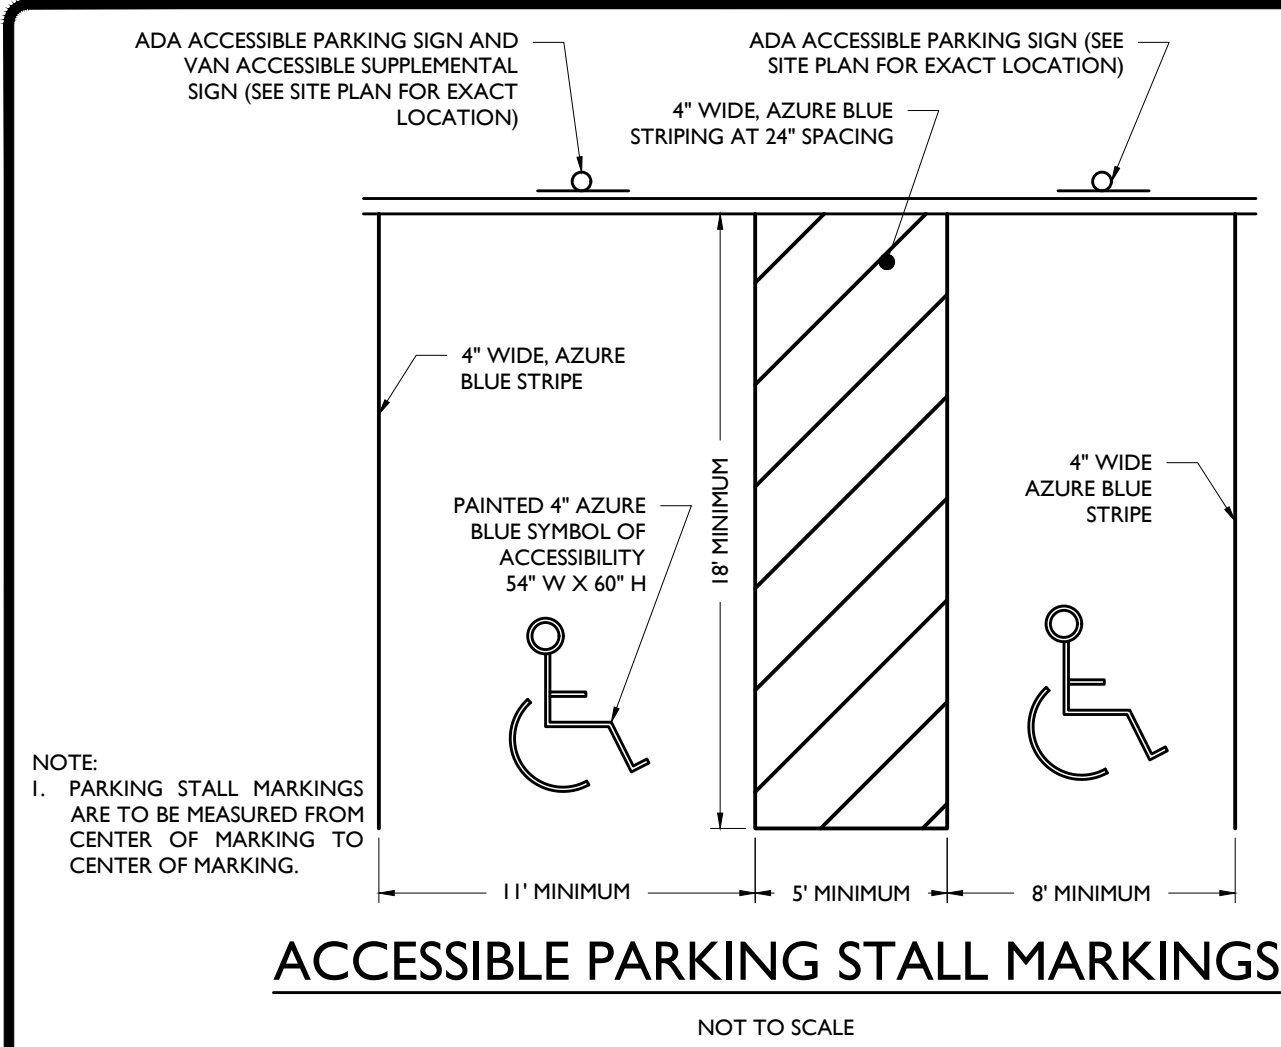 ADA ACCESSIBLE PARKING SIGN AND
VAN ACCESSIBLE SUPPLEMENTAL
SIGN (SEE SITE PLAN FOR EXACT
LOCATION)
ADA ACCESSIBLE PARKING SIGN (SEE
SITE PLAN FOR EXACT LOCATION)
4" WIDE, AZURE BLUE
STRIPING AT 24" SPACING
4" WIDE, AZURE
BLUE STRIPE
18' MINIMUM
4" WIDE
AZURE BLUE
STRIPE
PAINTED 4" AZURE
BLUE SYMBOL OF
ACCESSIBILITY
54" W X 60" H
NOTE:
1. PARKING STALL MARKINGS
ARE TO BE MEASURED FROM
CENTER OF MARKING TO
CENTER OF MARKING.
11' MINIMUM
5' MINIMUM
8' MINIMUM
ACCESSIBLE PARKING STALL MARKINGS
NOT TO SCALE